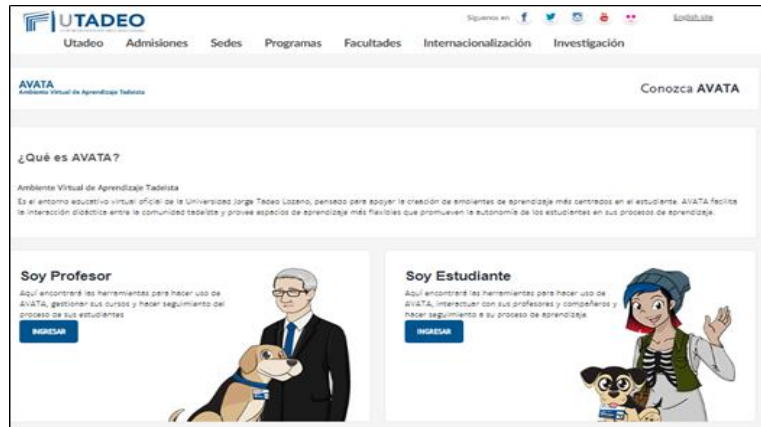 UTADEO
Síguenos en
English site
Utadeo Admisiones Sedes Programas Facultades Internacionalización Investigación
AVATA
Ambiente Virtual de Aprendizaje Tadeista
Conozca AVATA
¿Qué es AVATA?
Ambiente Virtual de Aprendizaje Tadeista
Es el entorno educativo virtual oficial de la Universidad Jorge Tadeo Lozano, pensado para apoyar la creación de ambientes de aprendizaje más centrados en el estudiante. AVATA facilita
la interacción didáctica entre la comunidad tadeísta y provee espacios de aprendizaje más flexibles que promueven la autonomía de los estudiantes en sus procesos de aprendizaje.
Soy Profesor
Aquí encontrará las herramientas para hacer uso de
AVATA, gestionar sus cursos y hacer seguimiento del
proceso de sus estudiantes
INGRESAR
Soy Estudiante
Aquí encontrará las herramientas para hacer uso de
AVATA, interactuar con sus profesores y compañeros y
hacer seguimiento a su proceso de aprendizaje.
INGRESAR